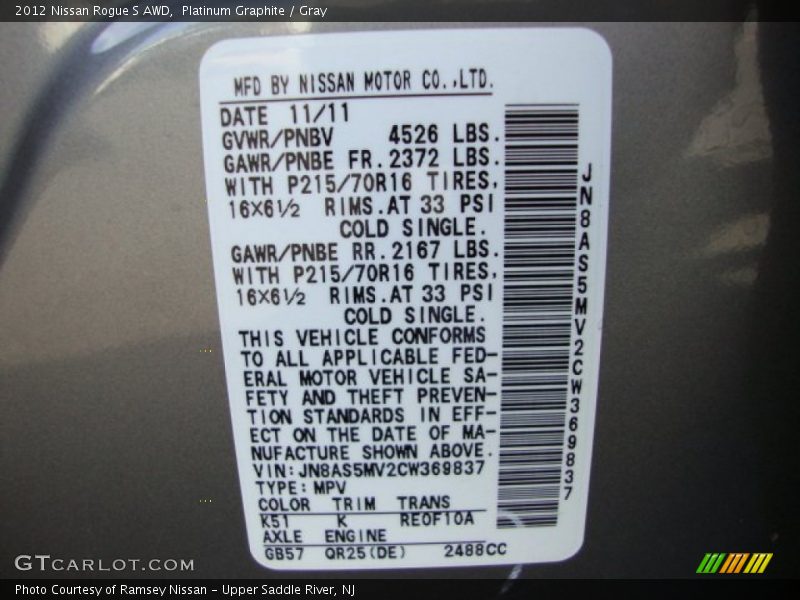 2012 Nissan Rogue S AWD, Platinum Graphite / Gray
MFD BY NISSAN MOTOR CO.,LTD.
DATE 11/11
GVWR/PNBV 4526 LBS.
GAWR/PNBE FR. 2372 LBS.
WITH P215/70R16 TIRES,
16×6½ RIMS. AT 33 PSI
COLD SINGLE.
GAWR/PNBE RR. 2167 LBS.
WITH P215/70R16 TIRES,
16×6½ RIMS. AT 33 PSI
COLD SINGLE.
THIS VEHICLE CONFORMS
TO ALL APPLICABLE FED-
ERAL MOTOR VEHICLE SA-
FETY AND THEFT PREVEN-
TION STANDARDS IN EFF-
ECT ON THE DATE OF MA-
NUFACTURE SHOWN ABOVE.
VIN:JN8AS5MV2CW369837
TYPE:MPV
COLOR TRIM TRANS
K51 K RE0F10A
AXLE ENGINE
GB57 QR25(DE) 2488CC
JN8AS5MV2CW369837
GTCARLOT.COM
Photo Courtesy of Ramsey Nissan - Upper Saddle River, NJ